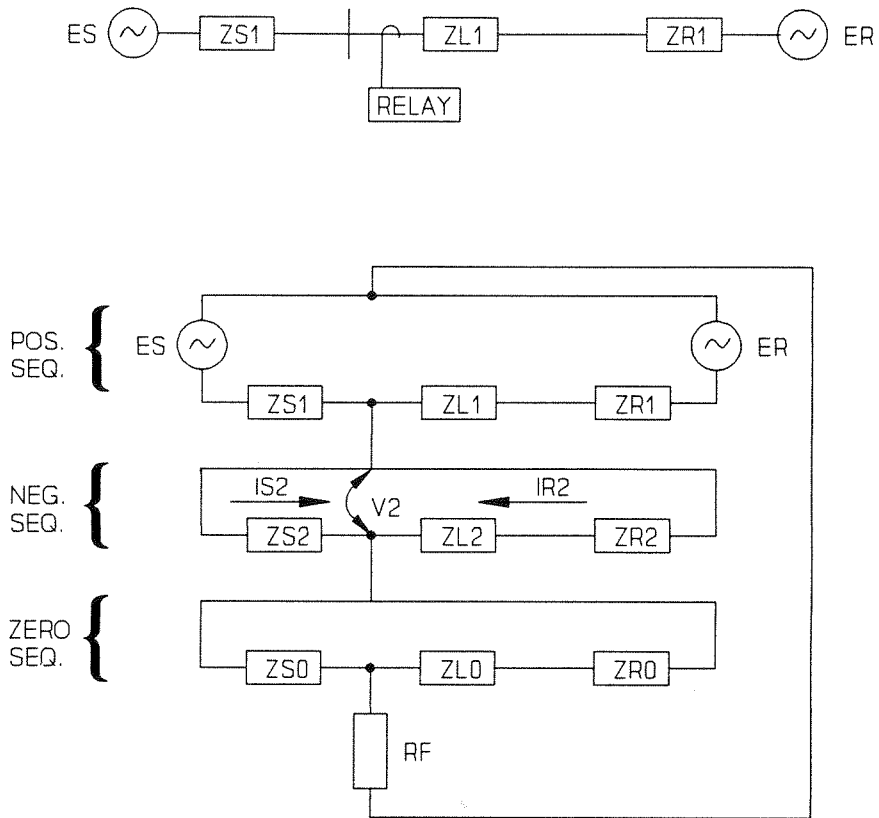 ES
ZS1
ZL1
ZR1
ER
RELAY
POS.
SEQ.
ES
ER
ZS1
ZL1
ZR1
NEG.
SEQ.
IS2
V2
IR2
ZS2
ZL2
ZR2
ZERO
SEQ.
ZS0
ZL0
ZR0
RF